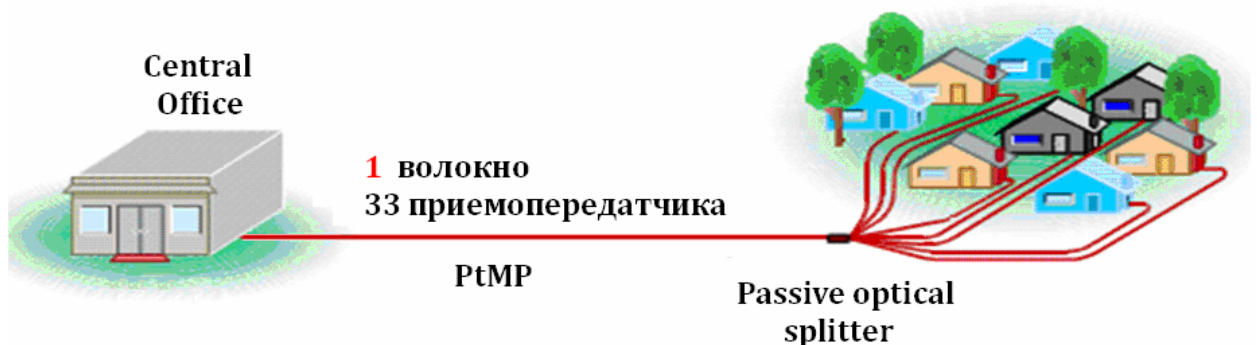 Central
Office
1 волокно
33 приемопередатчика
PtMP
Passive optical
splitter